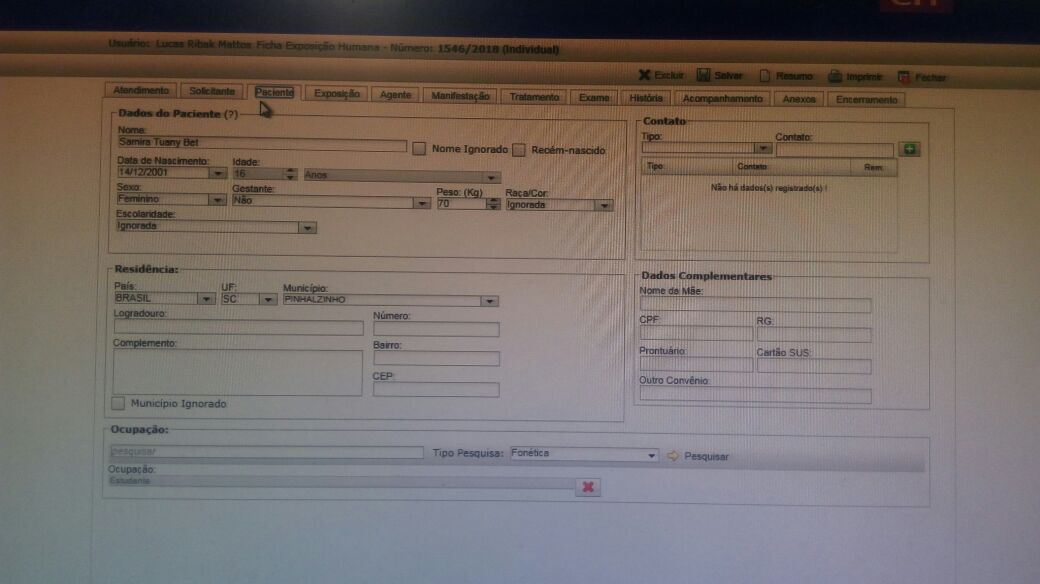 Usuário: Lucas Ribak Mattos Ficha Exposição Humana - Número: 1546/2018 (Individual)
Excluir Salvar Resumo Imprimir Fechar
Atendimento Solicitante Paciente Exposição Agente Manifestação Tratamento Exame História Acompanhamento Anexos Encerramento
Dados do Paciente (?)
Nome:
Samira Tuany Bet
Nome Ignorado Recém-nascido
Data de Nascimento: Idade:
14/12/2001 16 Anos
Sexo: Gestante: Peso: (Kg) Raça/Cor:
Feminino Não 70 Ignorada
Escolaridade:
Ignorada
Contato
Tipo: Contato:
Tipo: Contato Rem.
Não há dados(s) registrado(s) !
Residência:
País: UF: Município:
BRASIL SC PINHALZINHO
Logradouro: Número:
Complemento: Bairro:
CEP:
Município Ignorado
Dados Complementares
Nome da Mãe:
CPF: RG:
Prontuário: Cartão SUS:
Outro Convênio:
Ocupação:
pesquisar Tipo Pesquisa: Fonética Pesquisar
Ocupação:
Estudante